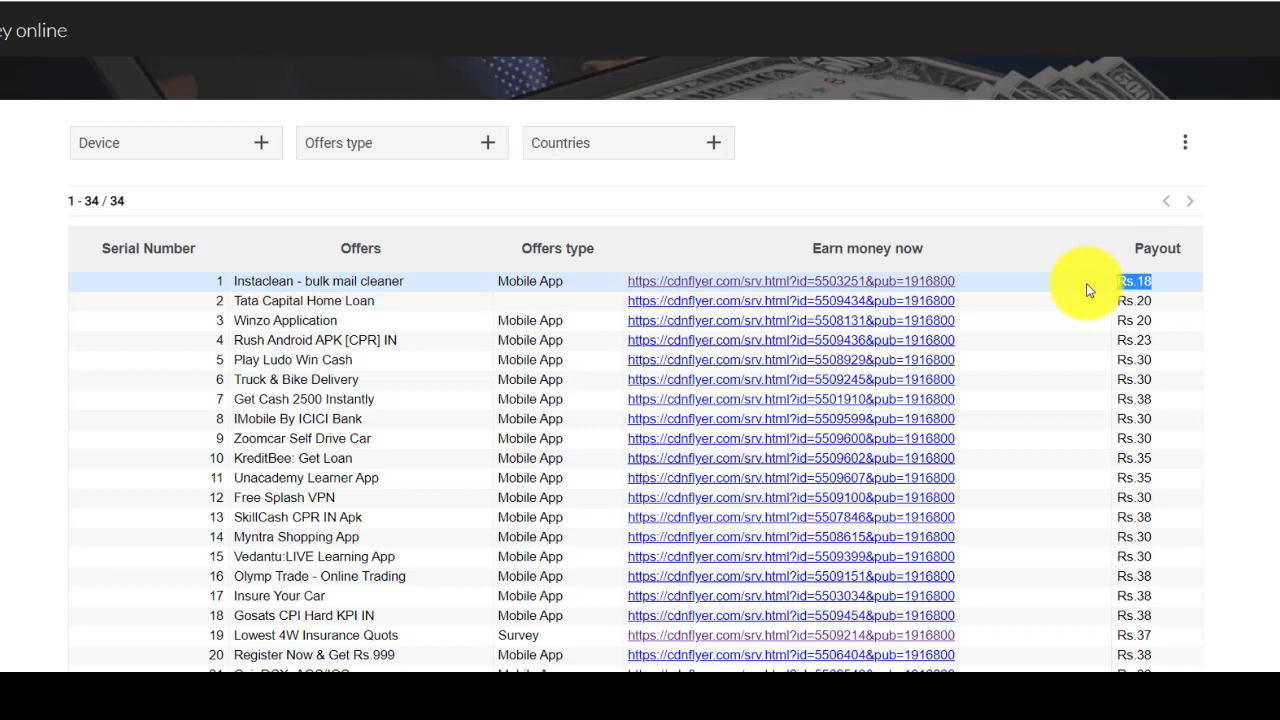 ey online
Device + Offers type + Countries +
1 - 34 / 34
Serial Number Offers Offers type Earn money now Payout
1 Instaclean - bulk mail cleaner Mobile App https://cdnflyer.com/srv.html?id=5503251&pub=1916800 Rs.18
2 Tata Capital Home Loan https://cdnflyer.com/srv.html?id=5509434&pub=1916800 Rs.20
3 Winzo Application Mobile App https://cdnflyer.com/srv.html?id=5508131&pub=1916800 Rs 20
4 Rush Android APK [CPR] IN Mobile App https://cdnflyer.com/srv.html?id=5509436&pub=1916800 Rs.23
5 Play Ludo Win Cash Mobile App https://cdnflyer.com/srv.html?id=5508929&pub=1916800 Rs.30
6 Truck & Bike Delivery Mobile App https://cdnflyer.com/srv.html?id=5509245&pub=1916800 Rs.30
7 Get Cash 2500 Instantly Mobile App https://cdnflyer.com/srv.html?id=5501910&pub=1916800 Rs.38
8 IMobile By ICICI Bank Mobile App https://cdnflyer.com/srv.html?id=5509599&pub=1916800 Rs.30
9 Zoomcar Self Drive Car Mobile App https://cdnflyer.com/srv.html?id=5509600&pub=1916800 Rs.30
10 KreditBee: Get Loan Mobile App https://cdnflyer.com/srv.html?id=5509602&pub=1916800 Rs.35
11 Unacademy Learner App Mobile App https://cdnflyer.com/srv.html?id=5509607&pub=1916800 Rs.35
12 Free Splash VPN Mobile App https://cdnflyer.com/srv.html?id=5509100&pub=1916800 Rs.30
13 SkillCash CPR IN Apk Mobile App https://cdnflyer.com/srv.html?id=5507846&pub=1916800 Rs.38
14 Myntra Shopping App Mobile App https://cdnflyer.com/srv.html?id=5508615&pub=1916800 Rs.30
15 Vedantu:LIVE Learning App Mobile App https://cdnflyer.com/srv.html?id=5509399&pub=1916800 Rs.30
16 Olymp Trade - Online Trading Mobile App https://cdnflyer.com/srv.html?id=5509151&pub=1916800 Rs.38
17 Insure Your Car Mobile App https://cdnflyer.com/srv.html?id=5503034&pub=1916800 Rs.38
18 Gosats CPI Hard KPI IN Mobile App https://cdnflyer.com/srv.html?id=5509454&pub=1916800 Rs.38
19 Lowest 4W Insurance Quots Survey https://cdnflyer.com/srv.html?id=5509214&pub=1916800 Rs.37
20 Register Now & Get Rs.999 Mobile App https://cdnflyer.com/srv.html?id=5506404&pub=1916800 Rs.38